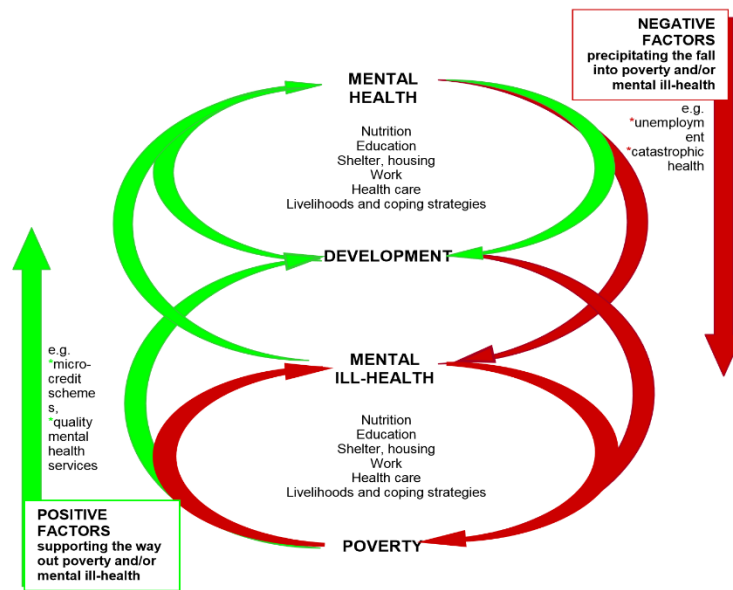 NEGATIVE
FACTORS
precipitating the fall
into poverty and/or
mental ill-health
e.g.
*unemploym
ent
*catastrophic
health
MENTAL
HEALTH
Nutrition
Education
Shelter, housing
Work
Health care
Livelihoods and coping strategies
DEVELOPMENT
e.g.
*micro-
credit
scheme
s,
*quality
mental
health
services
MENTAL
ILL-HEALTH
Nutrition
Education
Shelter, housing
Work
Health care
Livelihoods and coping strategies
POVERTY
POSITIVE
FACTORS
supporting the way
out poverty and/or
mental ill-health